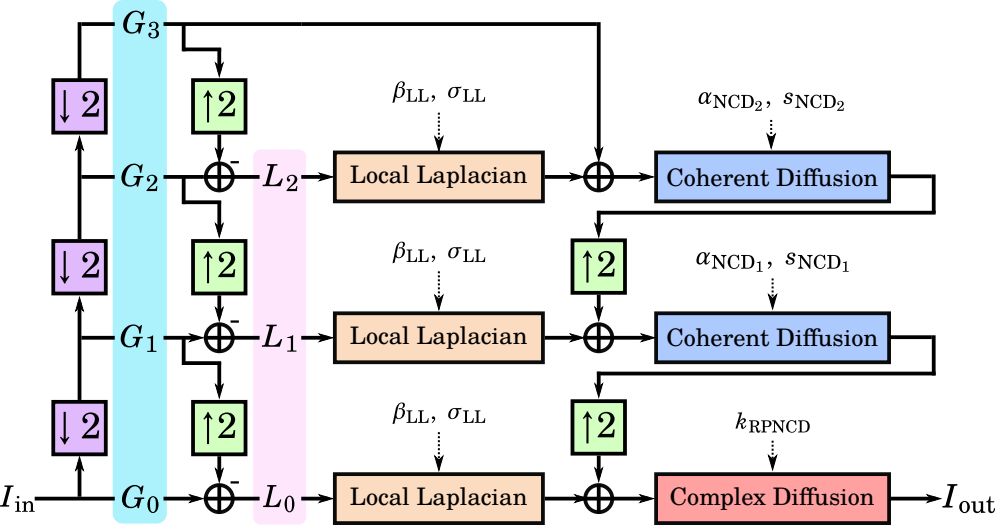 G₃
↓2 ↑2 β_LL, σ_LL α_NCD₂, s_NCD₂
G₂ - L₂ Local Laplacian Coherent Diffusion
↓2 ↑2 β_LL, σ_LL ↑2 α_NCD₁, s_NCD₁
G₁ - L₁ Local Laplacian Coherent Diffusion
↓2 ↑2 β_LL, σ_LL ↑2 k_RPNCD
I_in G₀ - L₀ Local Laplacian Complex Diffusion I_out